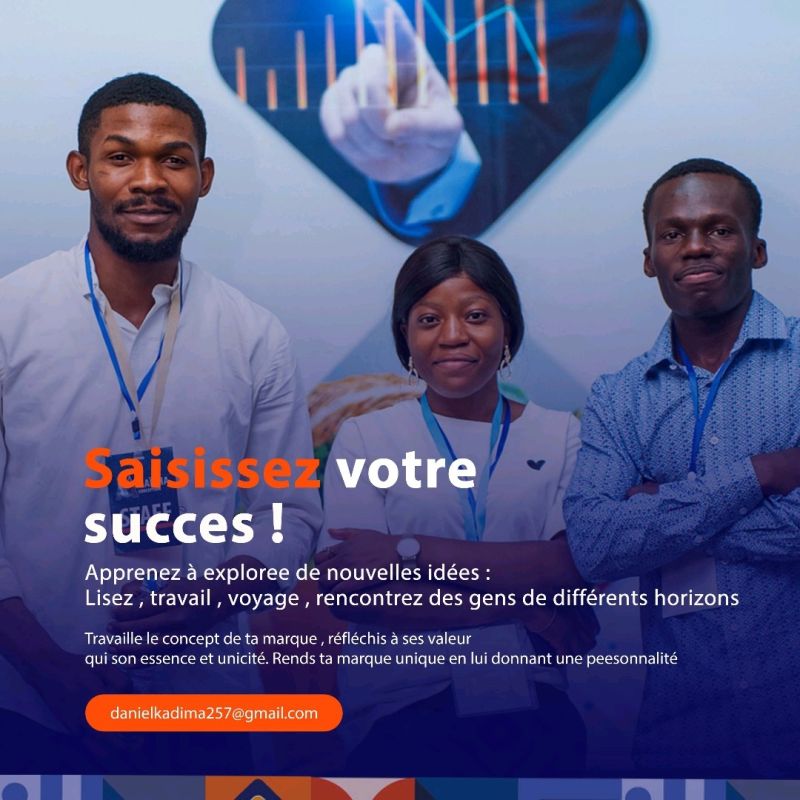 Saisissez votre
succes !
Apprenez à exploree de nouvelles idées :
Lisez , travail , voyage , rencontrez des gens de différents horizons
Travaille le concept de ta marque , réfléchis à ses valeur
qui son essence et unicité. Rends ta marque unique en lui donnant une peesonnalité
danielkadima257@gmail.com
STAFF